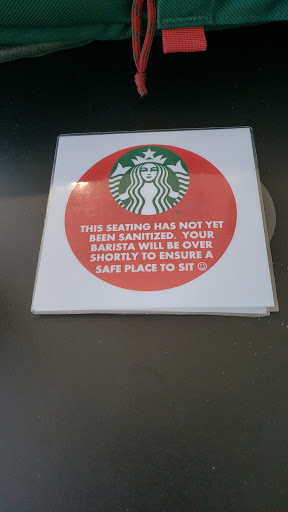 THIS SEATING HAS NOT YET
BEEN SANITIZED. YOUR
BARISTA WILL BE OVER
SHORTLY TO ENSURE A
SAFE PLACE TO SIT ☺